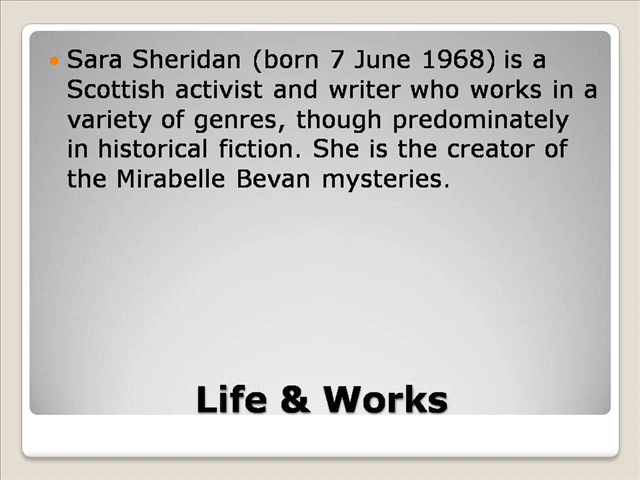 Sara Sheridan (born 7 June 1968) is a
Scottish activist and writer who works in a
variety of genres, though predominately
in historical fiction. She is the creator of
the Mirabelle Bevan mysteries.
Life & Works